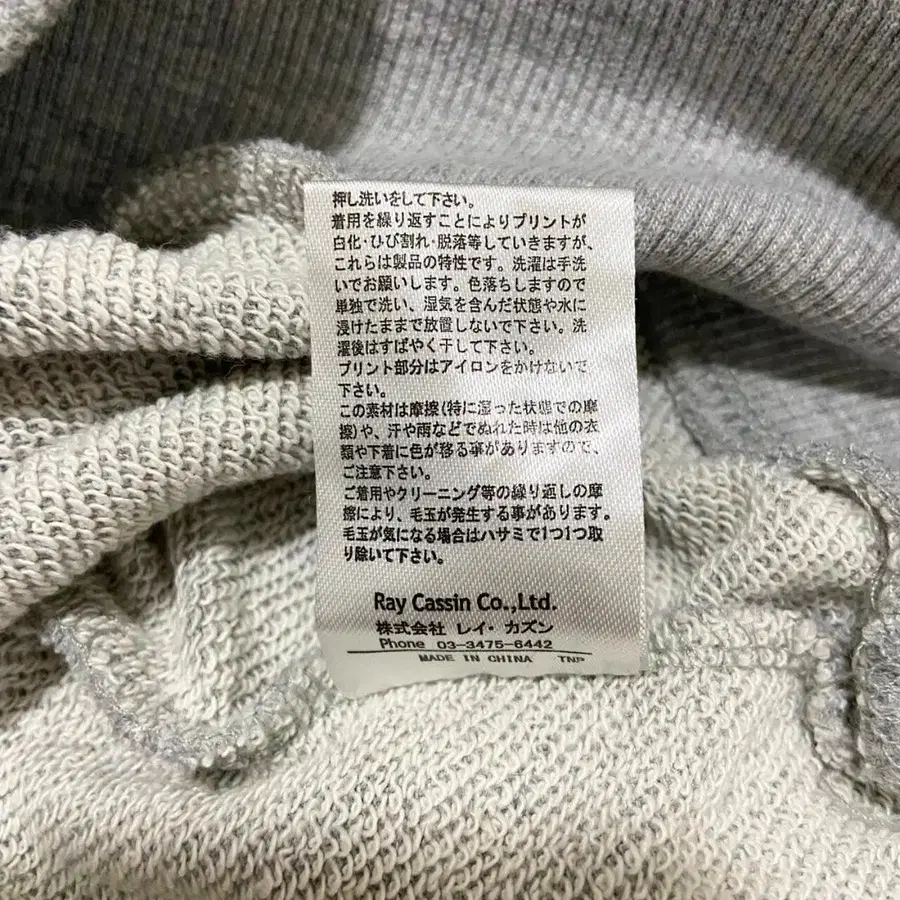 押し洗いをして下さい。
着用を繰り返すことによりプリントが
白化・ひび割れ・脱落等していきますが、
これらは製品の特性です。洗濯は手洗
いでお願いします。色落ちしますので
単独で洗い、湿気を含んだ状態や水に
浸けたままで放置しないで下さい。洗
濯後はすばやく干して下さい。
プリント部分はアイロンをかけないで
下さい。
この素材は摩擦(特に湿った状態での摩
擦)や、汗や雨などでぬれた時は他の衣
類や下着に色が移る事がありますので、
ご注意下さい。
ご着用やクリーニング等の繰り返しの摩
擦により、毛玉が発生する事があります。
毛玉が気になる場合はハサミで1つ1つ取
り除いて下さい。
Ray Cassin Co.,Ltd.
株式会社 レイ・カズン
Phone 03-3475-6442
MADE IN CHINA TNP